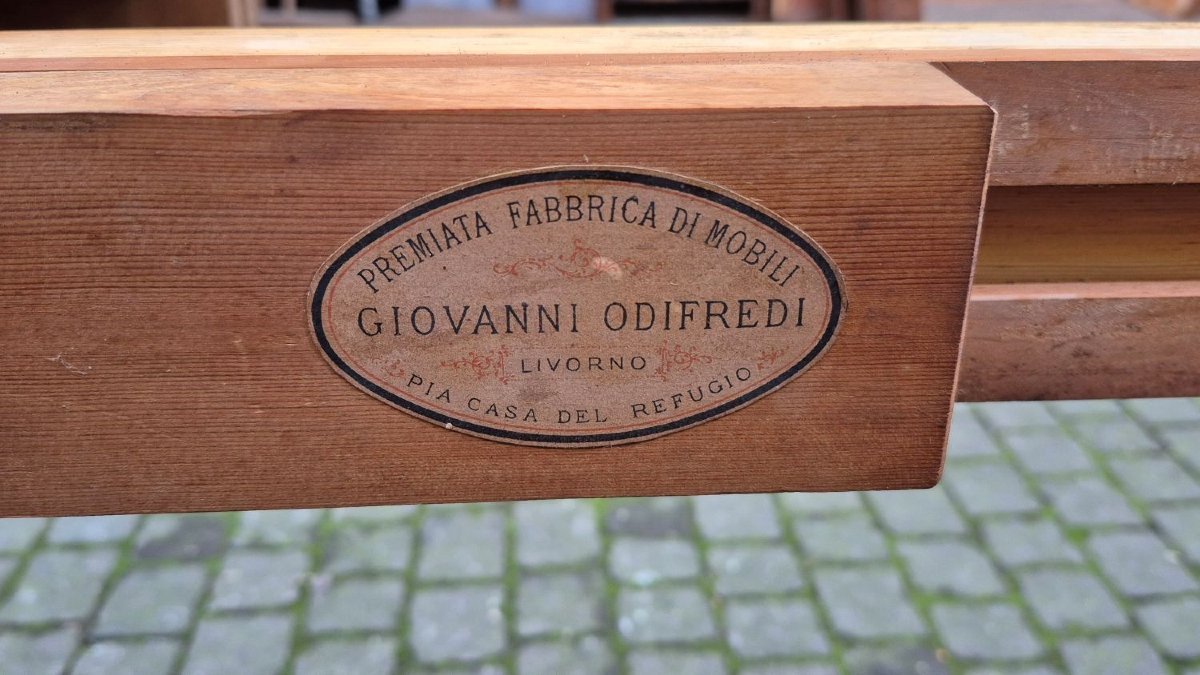 PREMIATA FABBRICA DI MOBILI
GIOVANNI ODIFREDI
LIVORNO
PIA CASA DEL REFUGIO